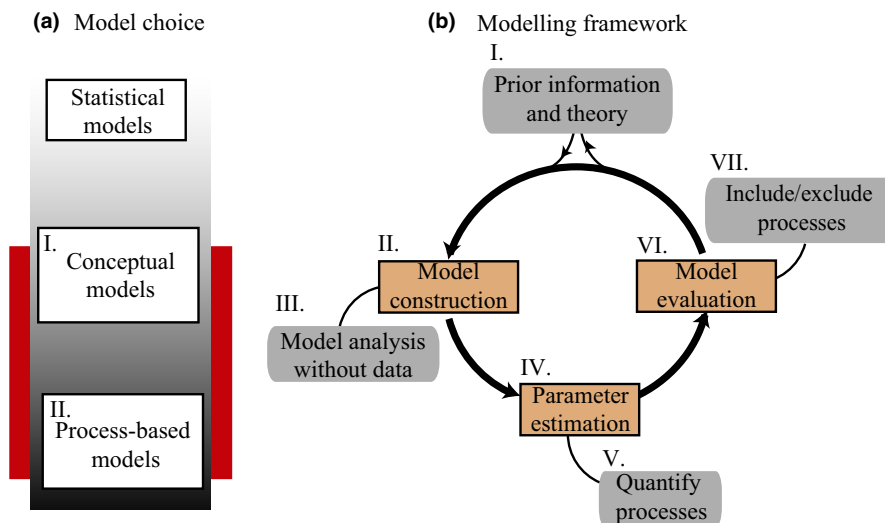 (a) Model choice
Statistical
models
I.
Conceptual
models
II.
Process-based
models
(b) Modelling framework
I.
Prior information
and theory
II.
Model
construction
III.
Model analysis
without data
IV.
Parameter
estimation
V.
Quantify
processes
VI.
Model
evaluation
VII.
Include/exclude
processes